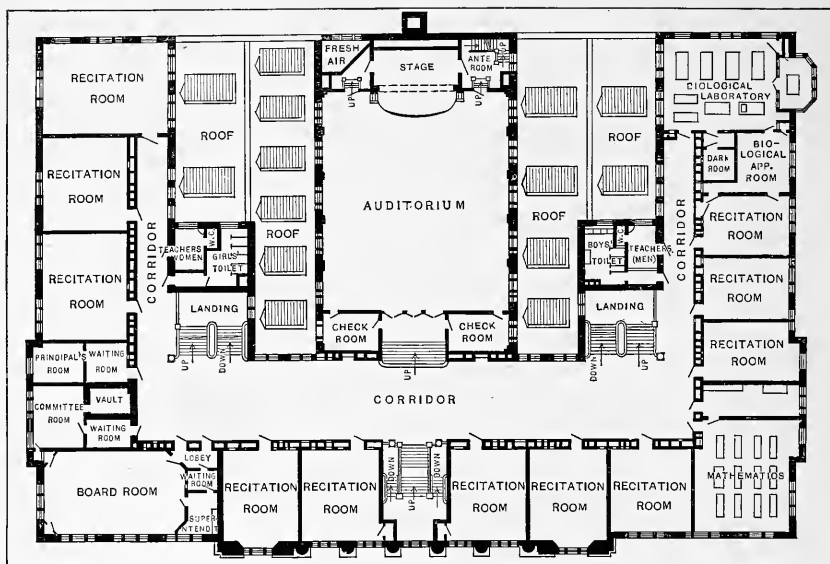 RECITATION
ROOM
FRESH
AIR
STAGE
ANTE
ROOM
UP
UP
BIOLOGICAL
LABORATORY
ROOF
ROOF
RECITATION
ROOM
DARK
ROOM
BIO-
LOGICAL
APP.
ROOM
AUDITORIUM
ROOF
ROOF
CORRIDOR
CORRIDOR
RECITATION
ROOM
TEACHERS
WOMEN
W.C.
GIRLS'
TOILET
BOYS'
TOILET
W.C.
TEACHERS
(MEN)
RECITATION
ROOM
RECITATION
ROOM
LANDING
LANDING
CHECK
ROOM
CHECK
ROOM
RECITATION
ROOM
UP
DOWN
UP
DOWN
UP
PRINCIPAL'S
ROOM
WAITING
ROOM
VAULT
CORRIDOR
COMMITTEE
ROOM
WAITING
ROOM
LOBBY
WAITING
ROOM
BOARD ROOM
SUPER-
INTENDT
RECITATION
ROOM
RECITATION
ROOM
DOWN
UP
DOWN
RECITATION
ROOM
RECITATION
ROOM
RECITATION
ROOM
MATHEMATICS